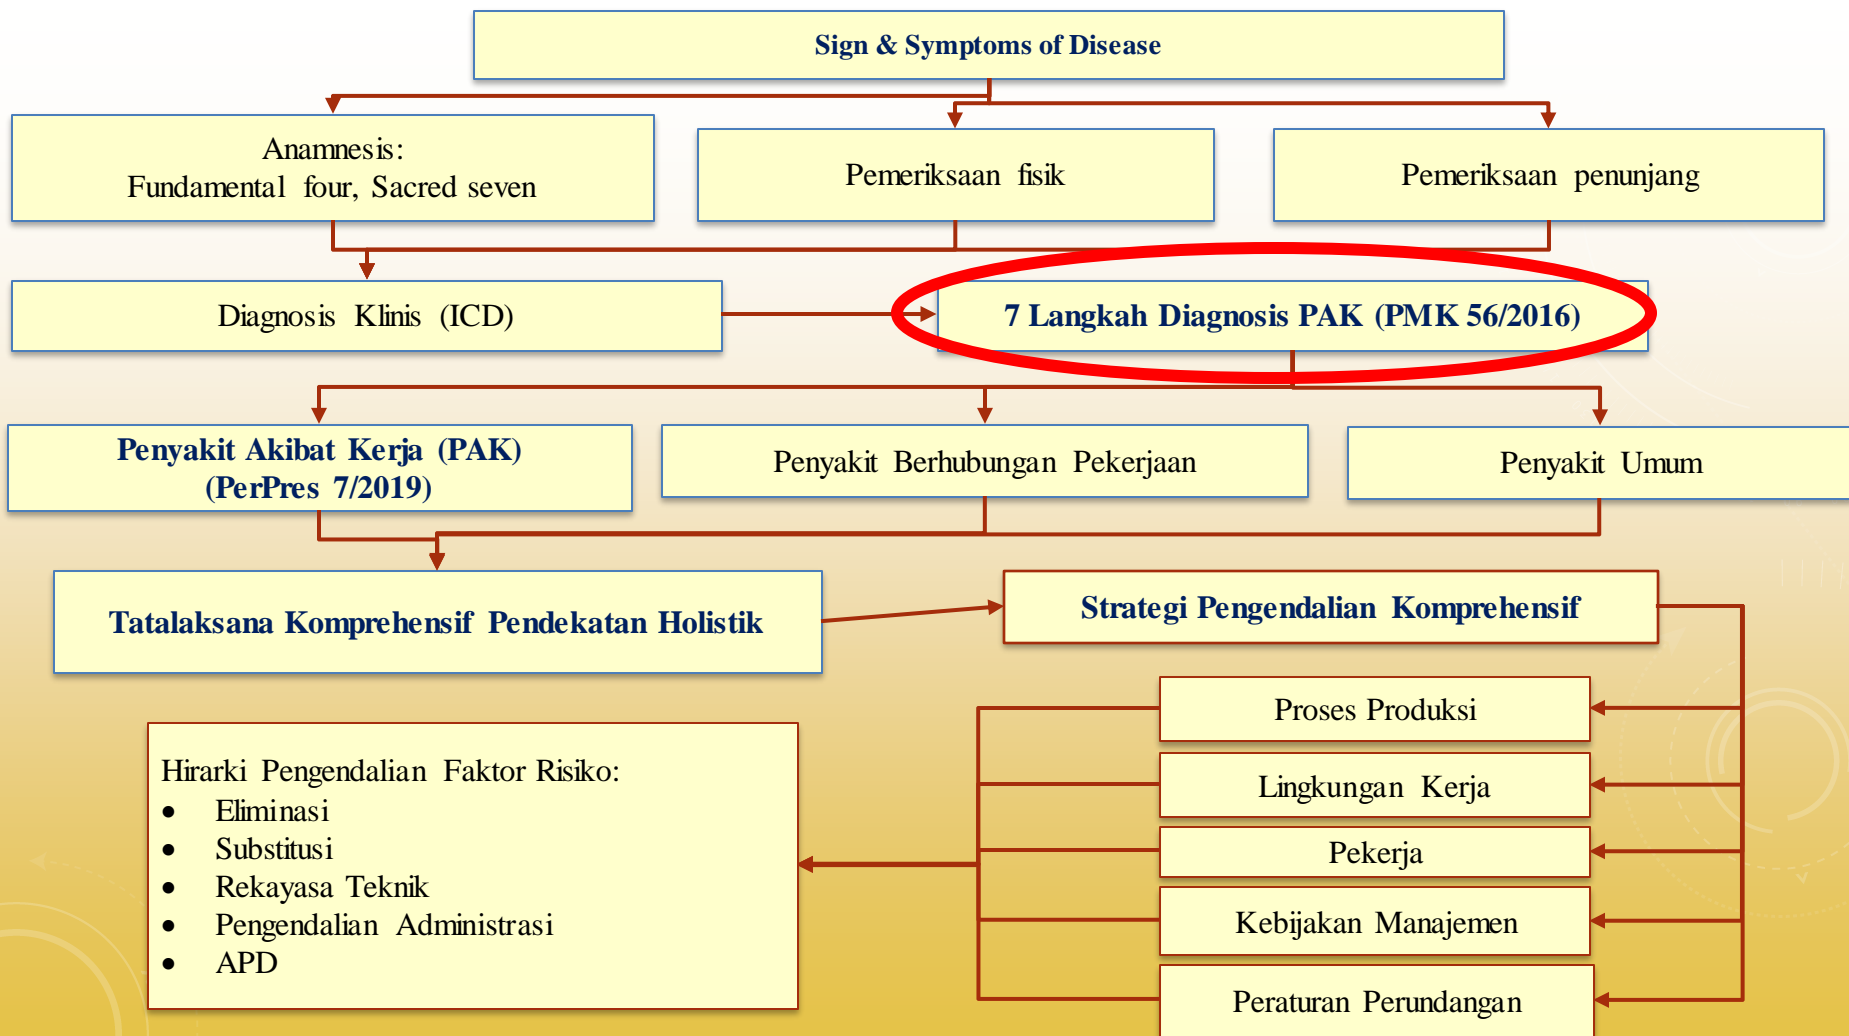 Sign & Symptoms of Disease
Anamnesis:
Fundamental four, Sacred seven
Pemeriksaan fisik
Pemeriksaan penunjang
Diagnosis Klinis (ICD)
7 Langkah Diagnosis PAK (PMK 56/2016)
Penyakit Akibat Kerja (PAK)
(PerPres 7/2019)
Penyakit Berhubungan Pekerjaan
Penyakit Umum
Tatalaksana Komprehensif Pendekatan Holistik
Strategi Pengendalian Komprehensif
Proses Produksi
Lingkungan Kerja
Pekerja
Kebijakan Manajemen
Peraturan Perundangan
Hirarki Pengendalian Faktor Risiko:
• Eliminasi
• Substitusi
• Rekayasa Teknik
• Pengendalian Administrasi
• APD